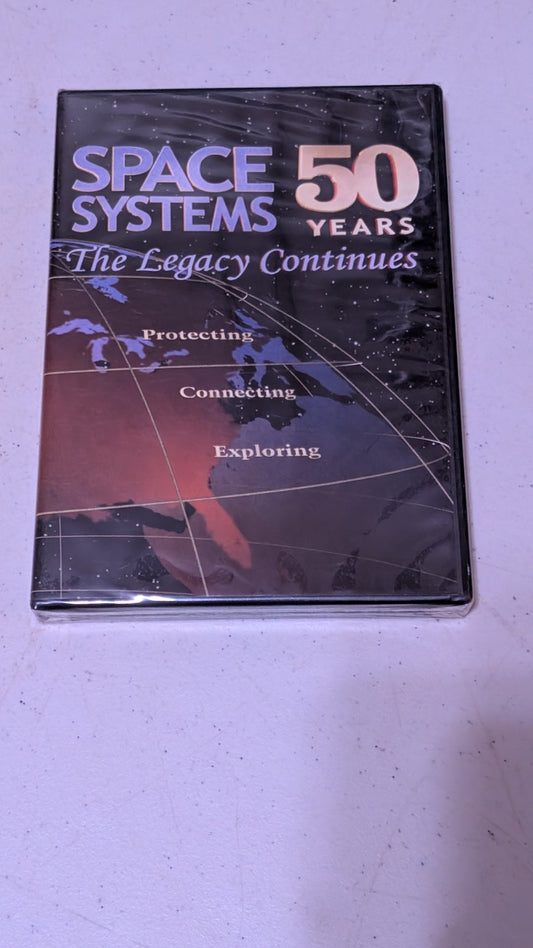 SPACE
SYSTEMS
50
YEARS
The Legacy Continues
Protecting
Connecting
Exploring